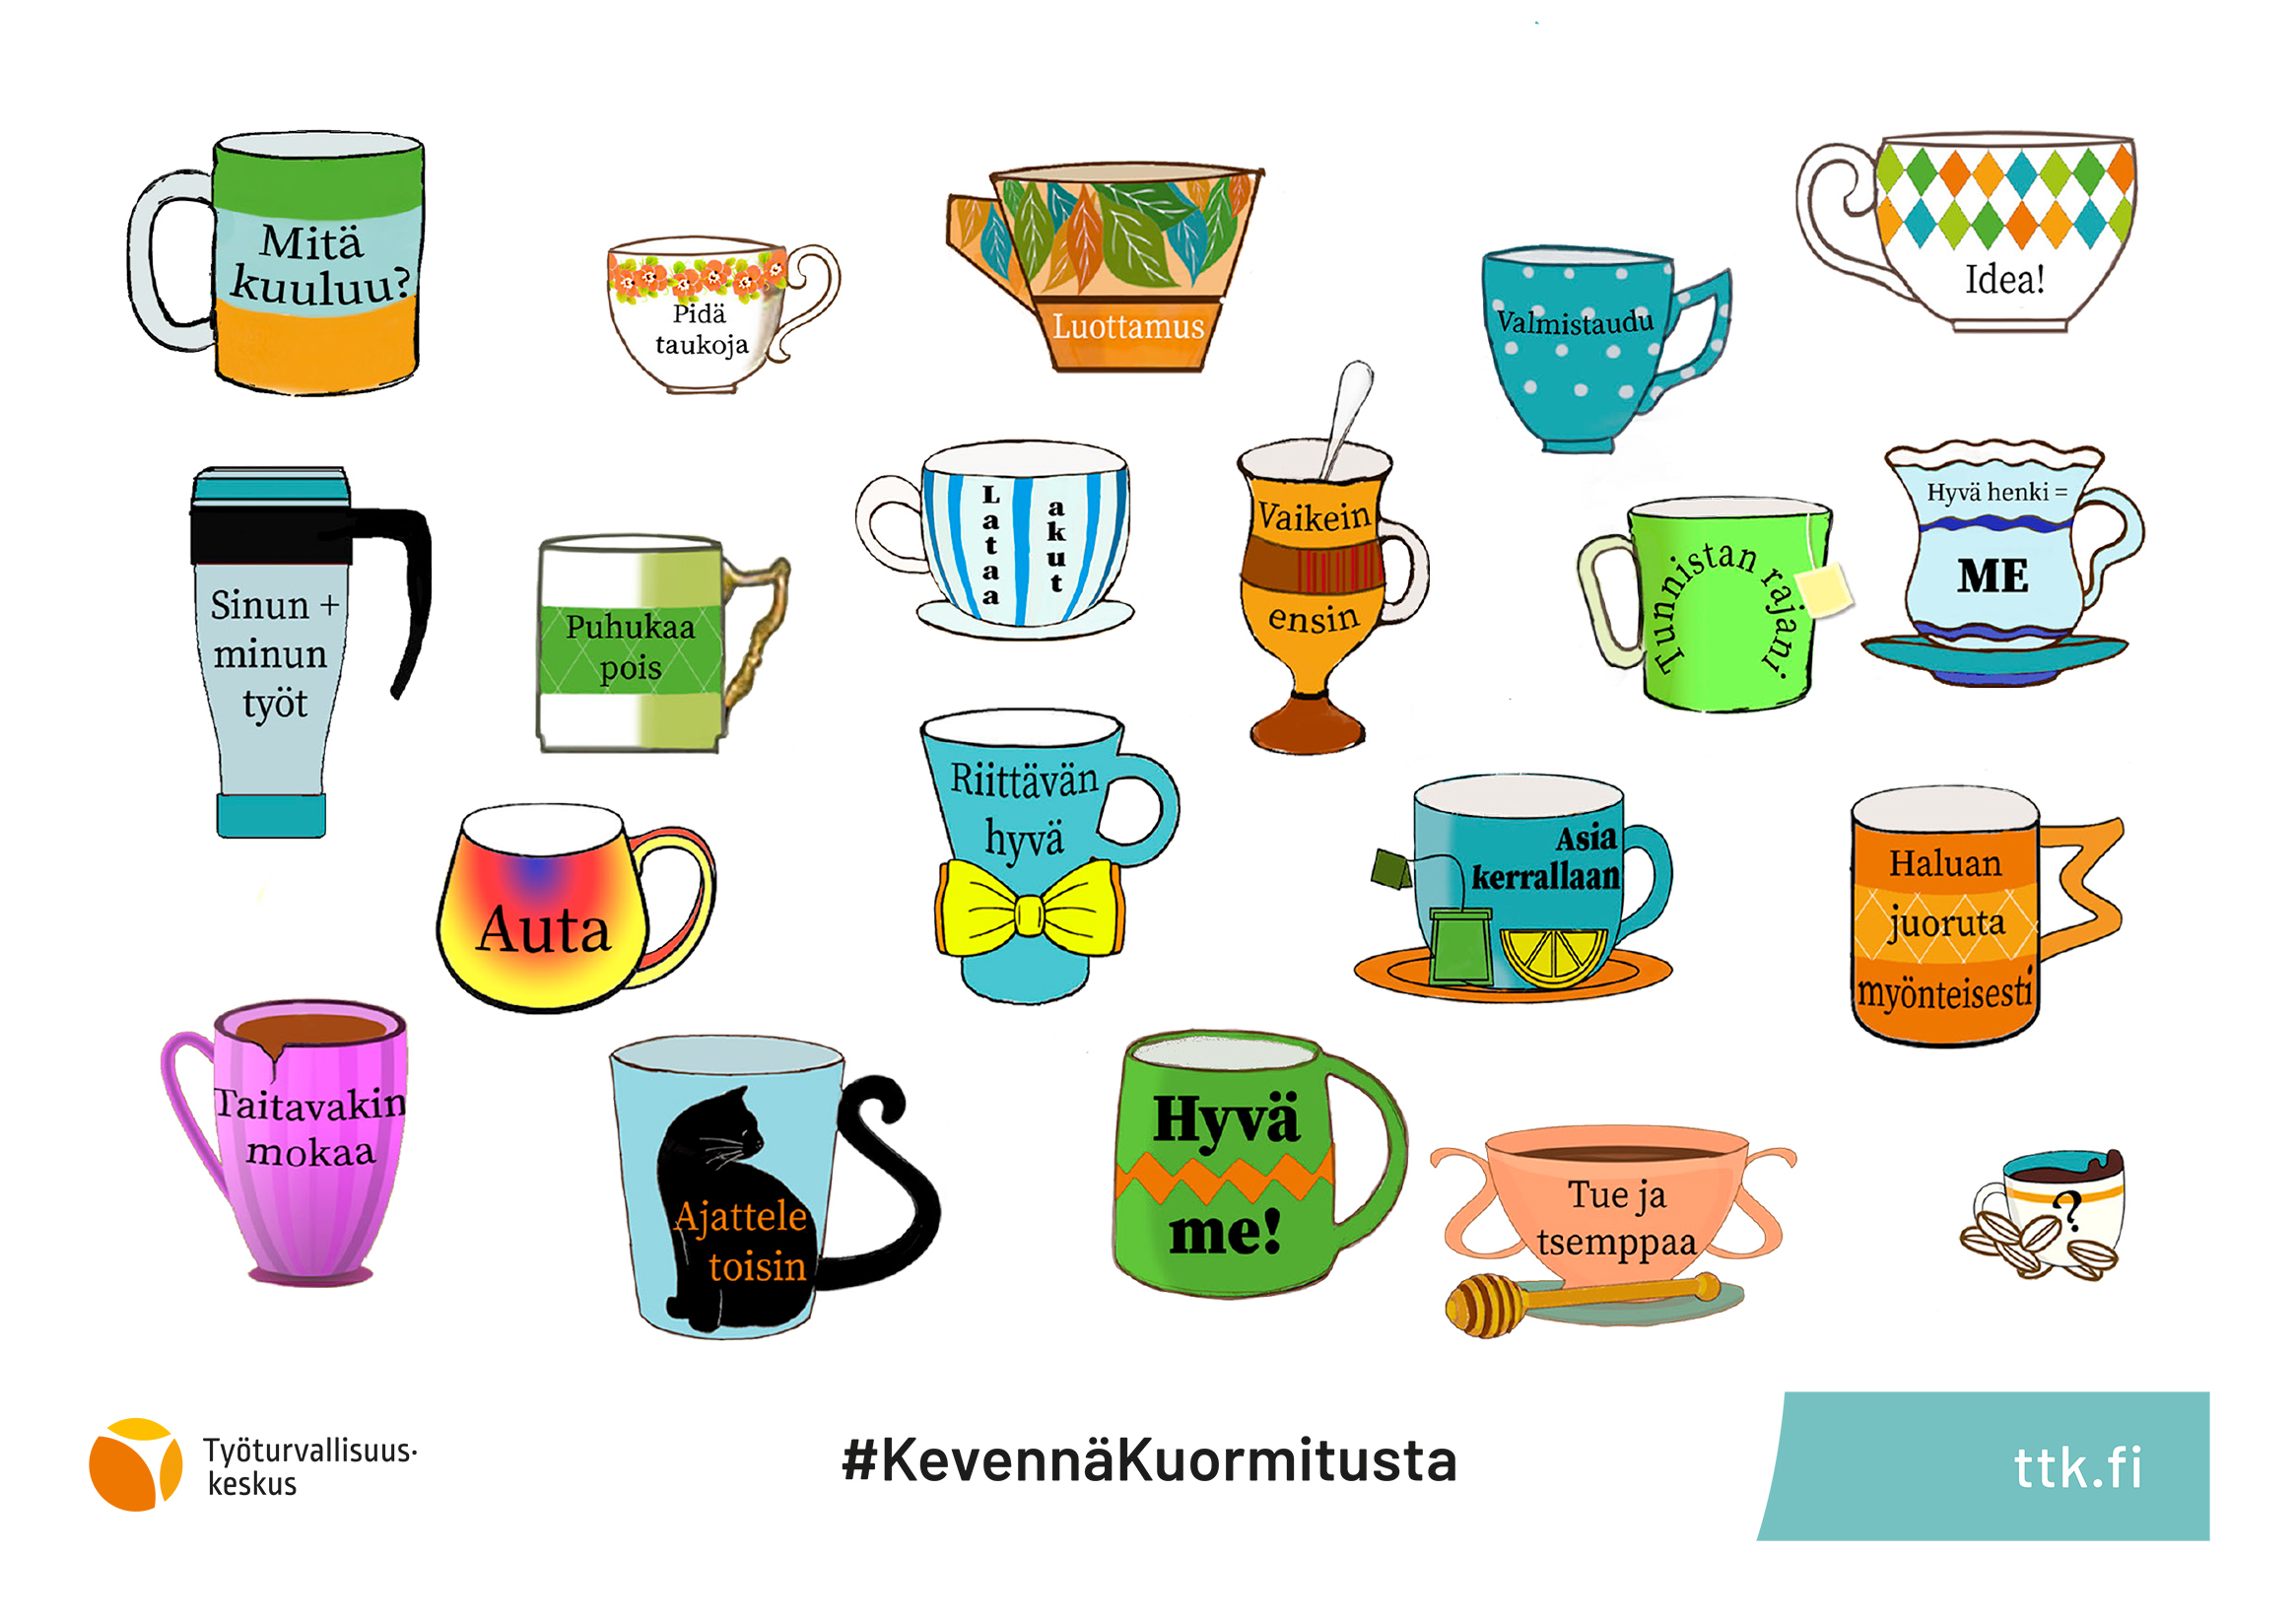 Mitä
kuuluu?
Pidä
taukoja
Luottamus
Valmistaudu
Idea!
Sinun +
minun
työt
Puhukaa
pois
Lataa
akut
Vaikein
ensin
Tunnistan rajani.
Hyvä henki =
ME
Auta
Riittävän
hyvä
Asia
kerrallaan
Haluan
juoruta
myönteisesti
Taitavakin
mokaa
Ajattele
toisin
Hyvä
me!
Tue ja
tsemppaa
?
Työturvallisuus-
keskus
#KevennäKuormitusta
ttk.fi